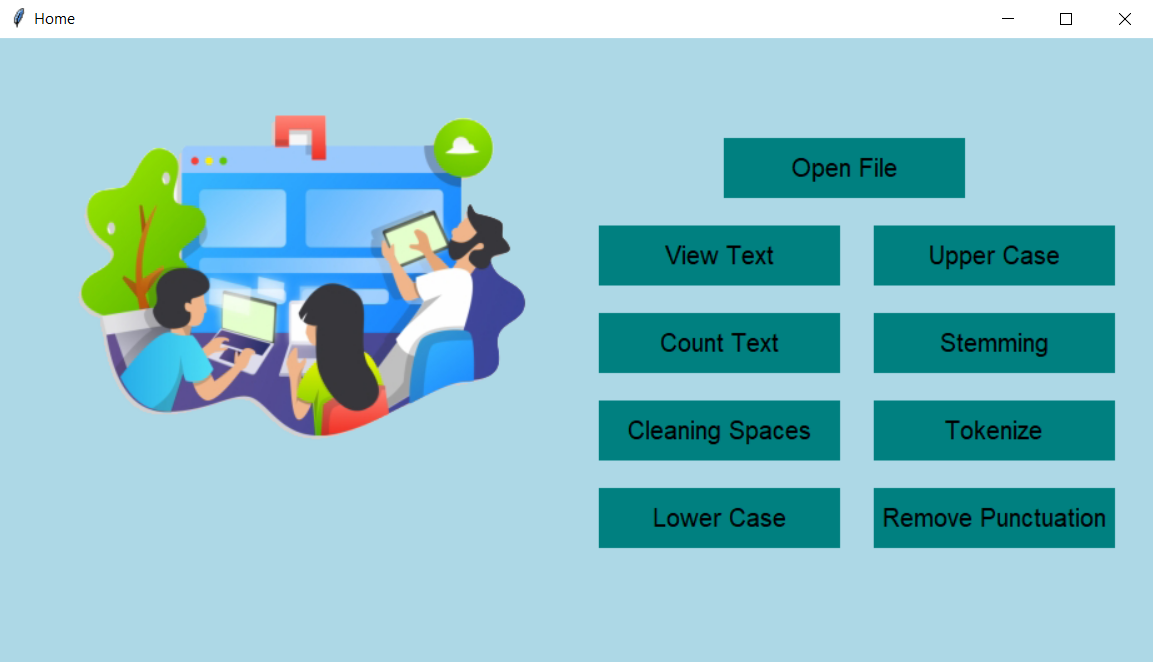 Home
Open File
View Text
Upper Case
Count Text
Stemming
Cleaning Spaces
Tokenize
Lower Case
Remove Punctuation